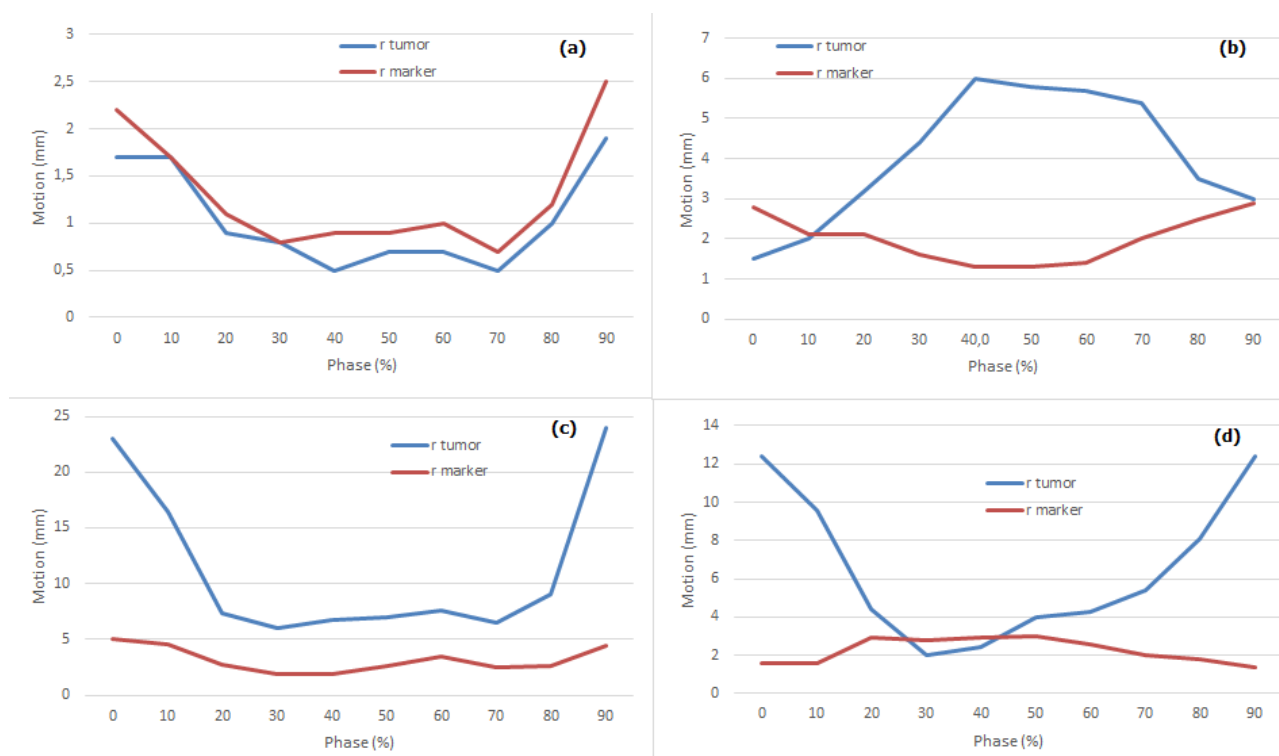 (a)
r tumor
r marker
3
2,5
2
1,5
1
0,5
0
Motion (mm)
0 10 20 30 40 50 60 70 80 90
Phase (%)
(b)
r tumor
r marker
7
6
5
4
3
2
1
0
Motion (mm)
0 10 20 30 40,0 50 60 70 80 90
Phase (%)
(c)
r tumor
r marker
25
20
15
10
5
0
Motion (mm)
0 10 20 30 40 50 60 70 80 90
Phase (%)
(d)
r tumor
r marker
14
12
10
8
6
4
2
0
Motion (mm)
0 10 20 30 40 50 60 70 80 90
Phase (%)